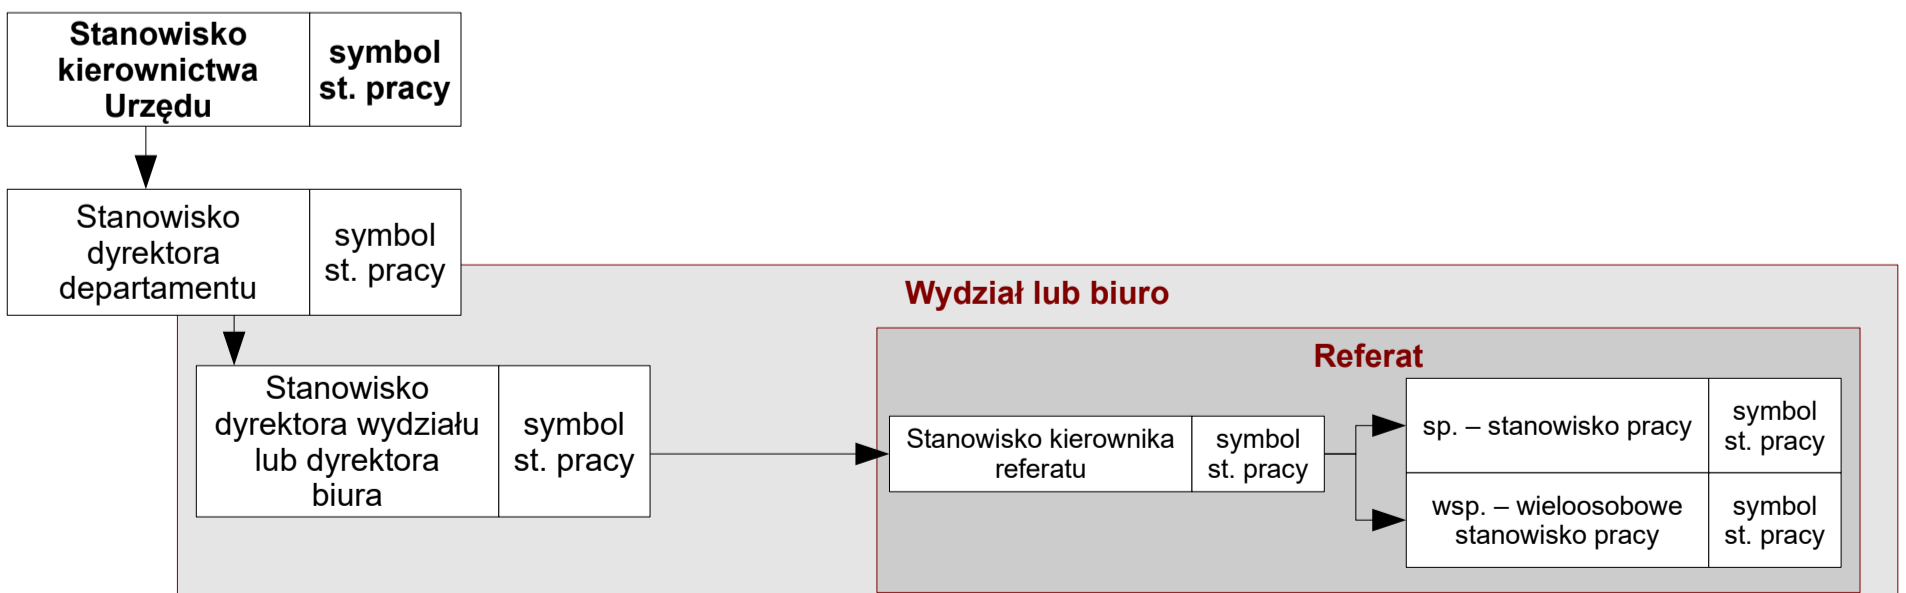 Stanowisko
kierownictwa
Urzędu
symbol
st. pracy
Stanowisko
dyrektora
departamentu
symbol
st. pracy
Wydział lub biuro
Referat
Stanowisko
dyrektora wydziału
lub dyrektora
biura
symbol
st. pracy
Stanowisko kierownika
referatu
symbol
st. pracy
sp. – stanowisko pracy
symbol
st. pracy
wsp. – wieloosobowe
stanowisko pracy
symbol
st. pracy